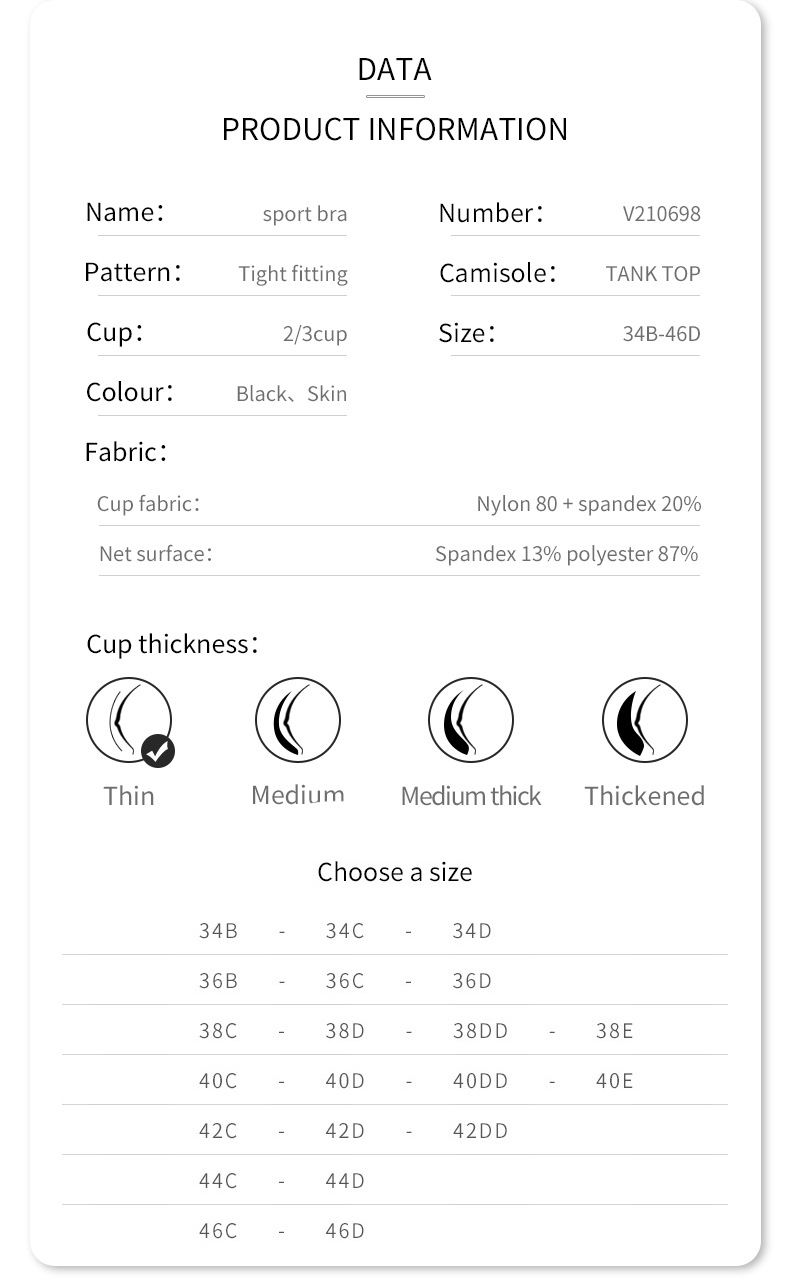 DATA
PRODUCT INFORMATION
Name： sport bra Number： V210698
Pattern： Tight fitting Camisole： TANK TOP
Cup： 2/3cup Size： 34B-46D
Colour： Black、Skin
Fabric：
Cup fabric： Nylon 80 + spandex 20%
Net surface： Spandex 13% polyester 87%
Cup thickness：
Thin Medium Medium thick Thickened
Choose a size
34B - 34C - 34D
36B - 36C - 36D
38C - 38D - 38DD - 38E
40C - 40D - 40DD - 40E
42C - 42D - 42DD
44C - 44D
46C - 46D